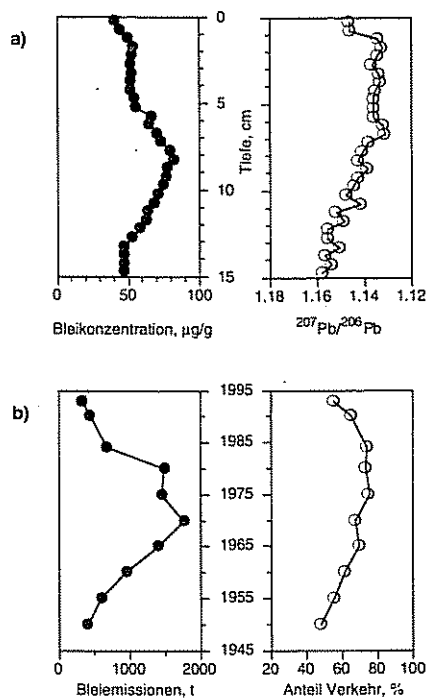 a)
0
5
10
15
Tiefe, cm
0 50 100
Bleikonzentration, µg/g
1.18 1.16 1.14 1.12
²⁰⁷Pb/²⁰⁶Pb
b)
1995
1985
1975
1965
1955
1945
0 1000 2000
Bleiemissionen, t
20 40 60 80 100
Anteil Verkehr, %